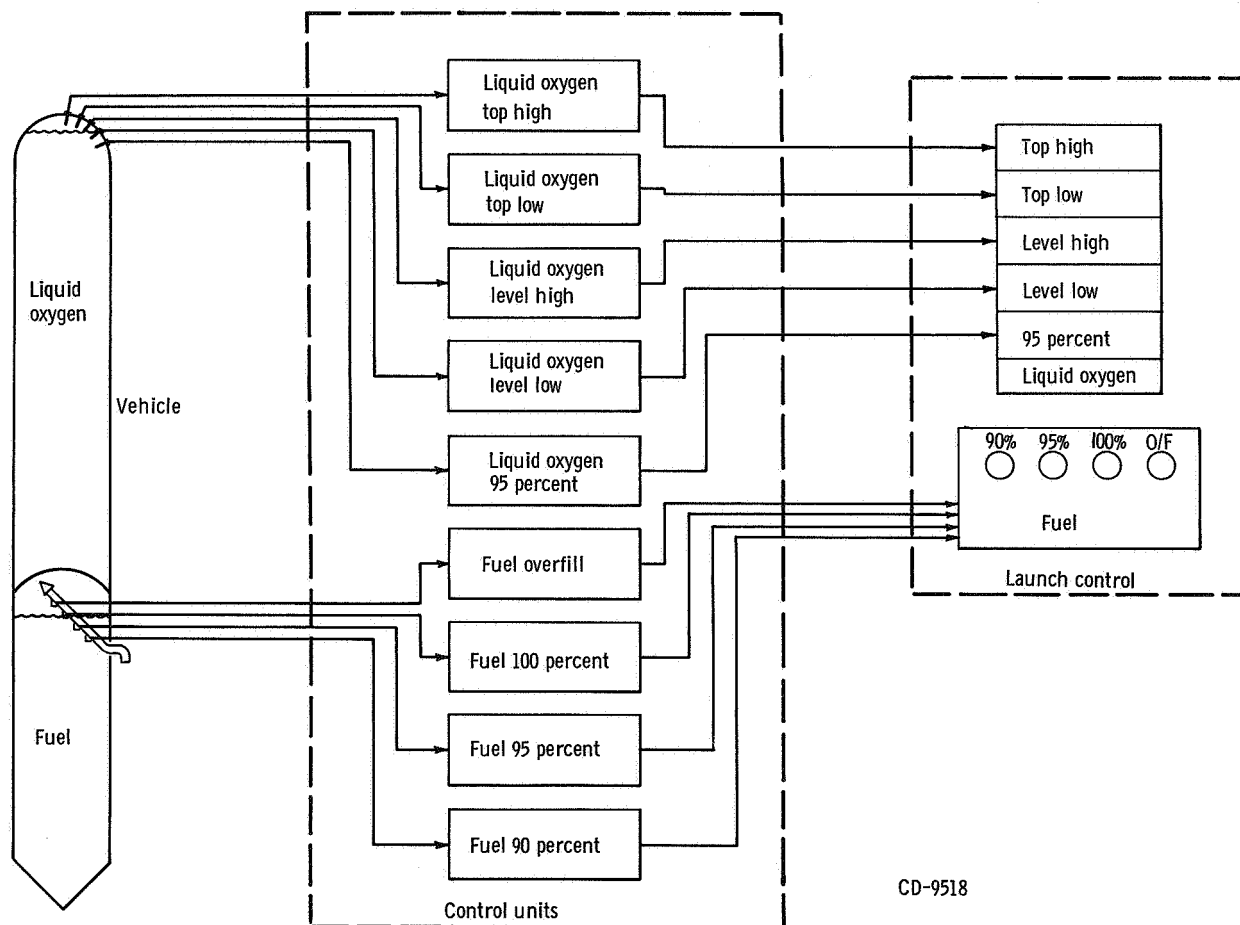 Liquid
oxygen
Vehicle
Fuel
Liquid oxygen
top high
Liquid oxygen
top low
Liquid oxygen
level high
Liquid oxygen
level low
Liquid oxygen
95 percent
Fuel overfill
Fuel 100 percent
Fuel 95 percent
Fuel 90 percent
Control units
Top high
Top low
Level high
Level low
95 percent
Liquid oxygen
90% 95% 100% O/F
Fuel
Launch control
CD-9518